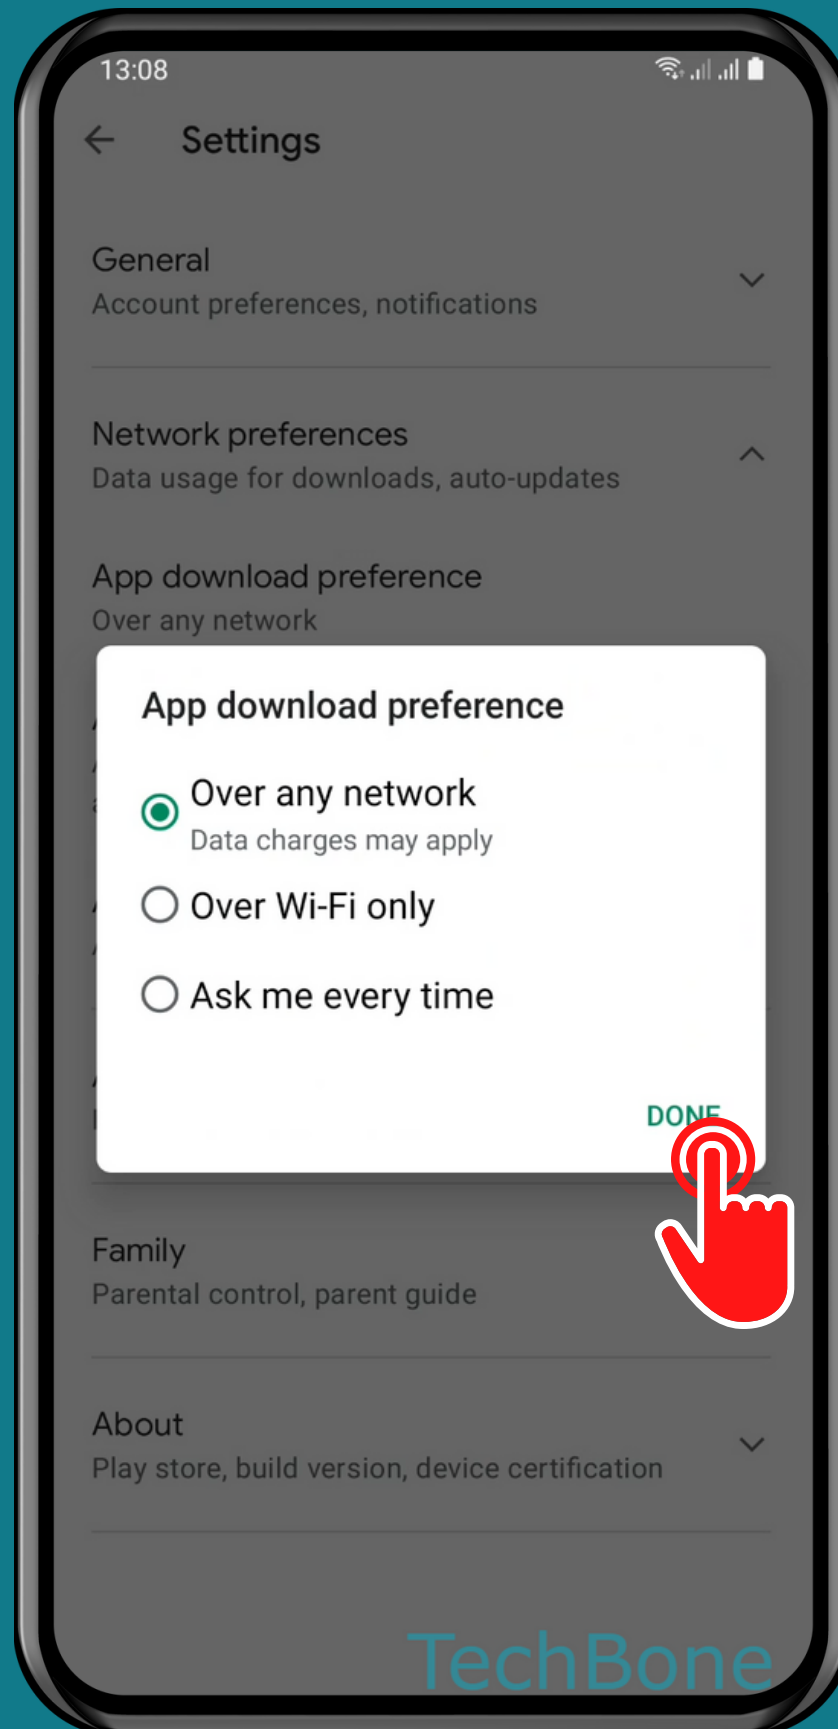 13:08
Settings
General
Account preferences, notifications
Network preferences
Data usage for downloads, auto-updates
App download preference
Over any network
App download preference
Over any network
Data charges may apply
Over Wi-Fi only
Ask me every time
DONE
Family
Parental control, parent guide
About
Play store, build version, device certification
TechBone